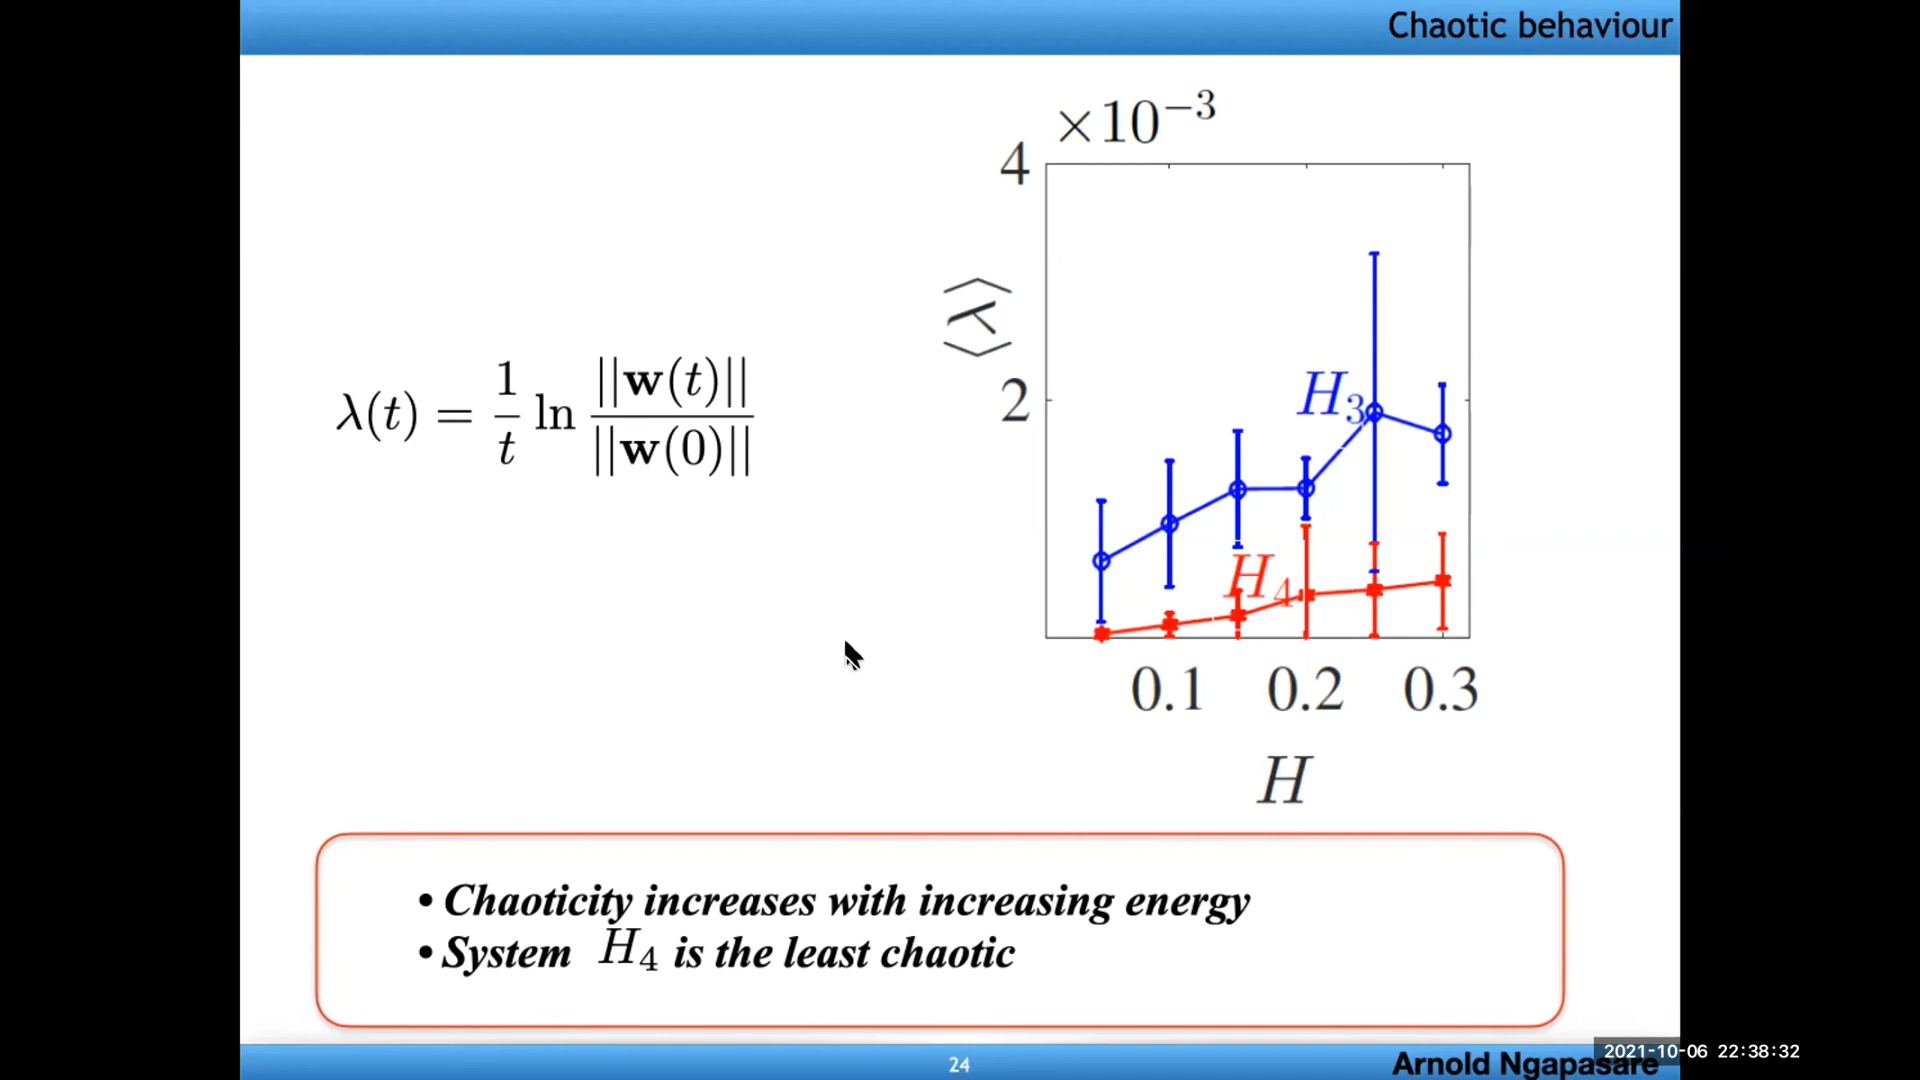 Chaotic behaviour
×10⁻³
4
2
⟨λ⟩
H₃
H₄
0.1 0.2 0.3
H
λ(t) = 1/t ln ||w(t)||/||w(0)||
• Chaoticity increases with increasing energy
• System H₄ is the least chaotic
24
Arnold Ngapasare
2021-10-06 22:38:32